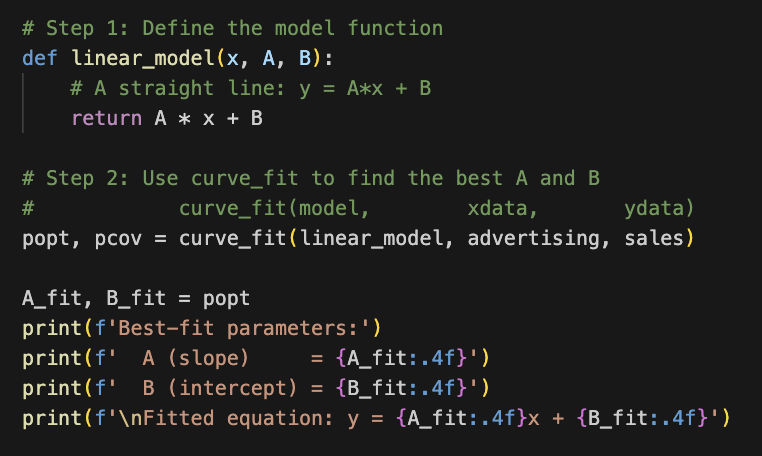 # Step 1: Define the model function
def linear_model(x, A, B):
    # A straight line: y = A*x + B
    return A * x + B

# Step 2: Use curve_fit to find the best A and B
#            curve_fit(model,        xdata,       ydata)
popt, pcov = curve_fit(linear_model, advertising, sales)

A_fit, B_fit = popt
print(f'Best-fit parameters:')
print(f'  A (slope)     = {A_fit:.4f}')
print(f'  B (intercept) = {B_fit:.4f}')
print(f'\nFitted equation: y = {A_fit:.4f}x + {B_fit:.4f}')